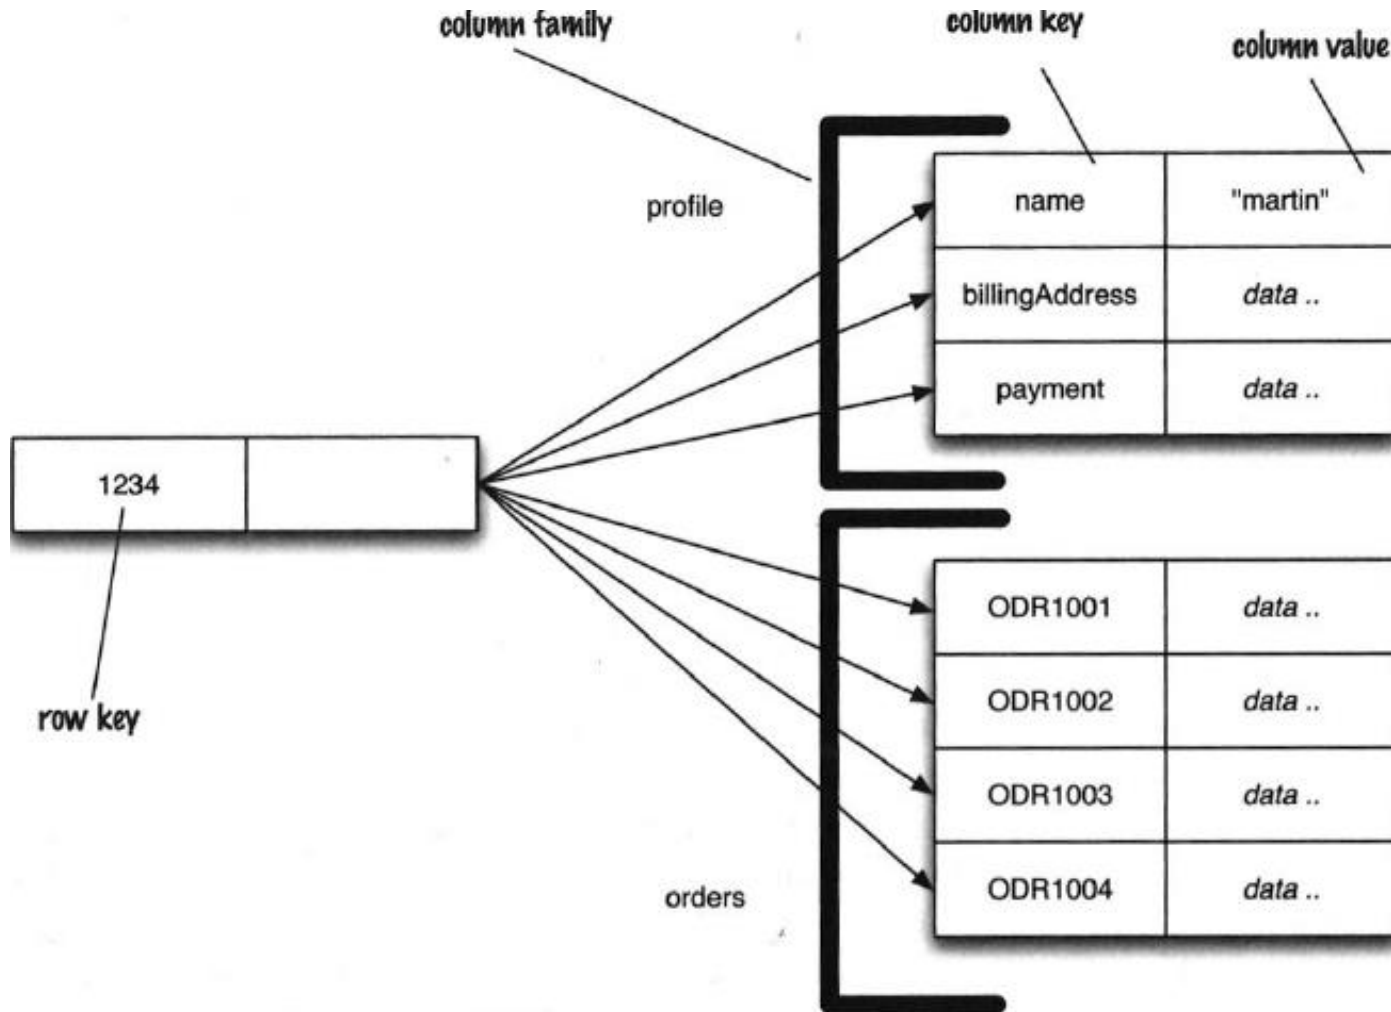 column family
column key
column value
profile
name "martin"
billingAddress data ..
payment data ..
1234
row key
ODR1001 data ..
ODR1002 data ..
ODR1003 data ..
ODR1004 data ..
orders